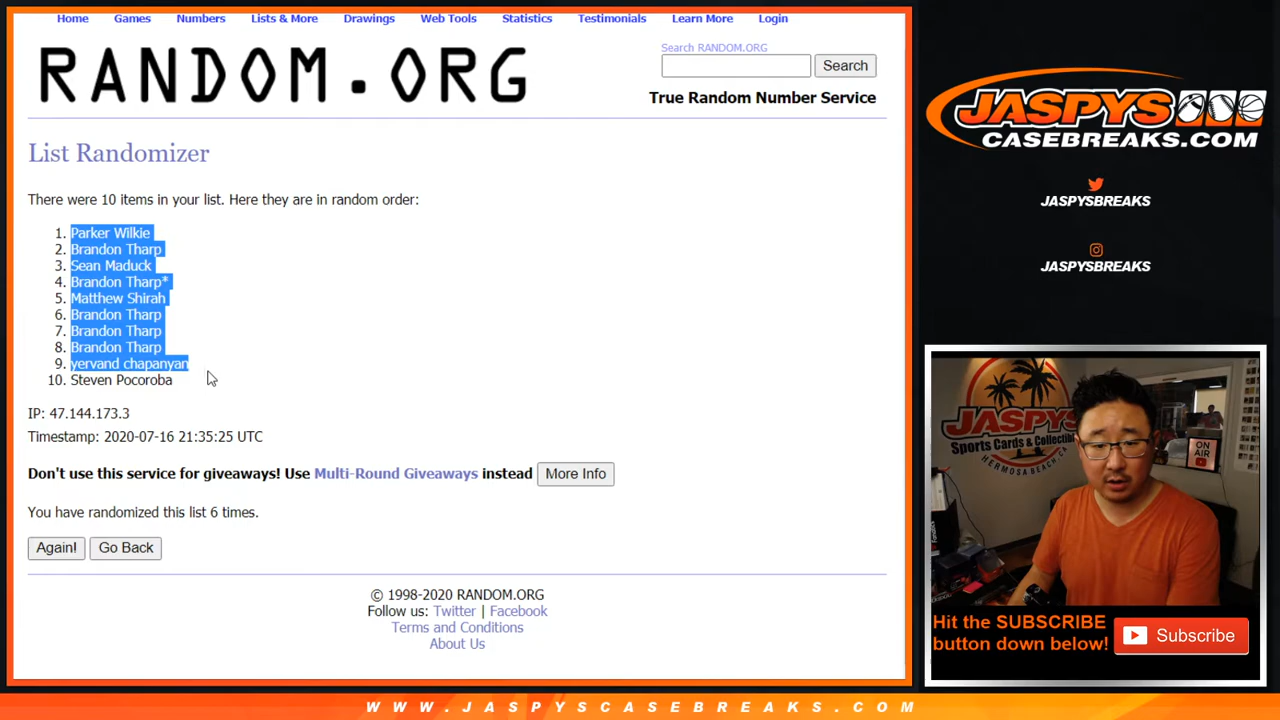 Home Games Numbers Lists & More Drawings Web Tools Statistics Testimonials Learn More Login
RANDOM.ORG
Search RANDOM.ORG
Search
True Random Number Service
List Randomizer
There were 10 items in your list. Here they are in random order:
1. Parker Wilkie
2. Brandon Tharp
3. Sean Maduck
4. Brandon Tharp*
5. Matthew Shirah
6. Brandon Tharp
7. Brandon Tharp
8. Brandon Tharp
9. yervand chapanyan
10. Steven Pocoroba
IP: 47.144.173.3
Timestamp: 2020-07-16 21:35:25 UTC
Don't use this service for giveaways! Use Multi-Round Giveaways instead More Info
You have randomized this list 6 times.
Again! Go Back
© 1998-2020 RANDOM.ORG
Follow us: Twitter | Facebook
Terms and Conditions
About Us
JASPYS
CASEBREAKS.COM
JASPYSBREAKS
JASPYSBREAKS
JASPYS
Sports Cards & Collectibles
HERMOSA BEACH, CA
ON AIR
Hit the SUBSCRIBE
button down below!
Subscribe
WWW.JASPYSCASEBREAKS.COM